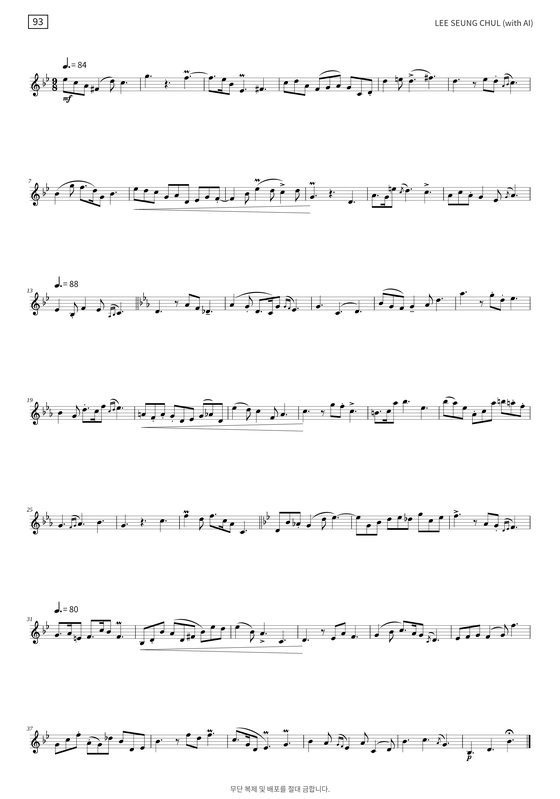 93
LEE SEUNG CHUL (with AI)
= 84
mf
7
13
= 88
19
25
31
= 80
37
p
무단 복제 및 배포를 절대 금합니다.